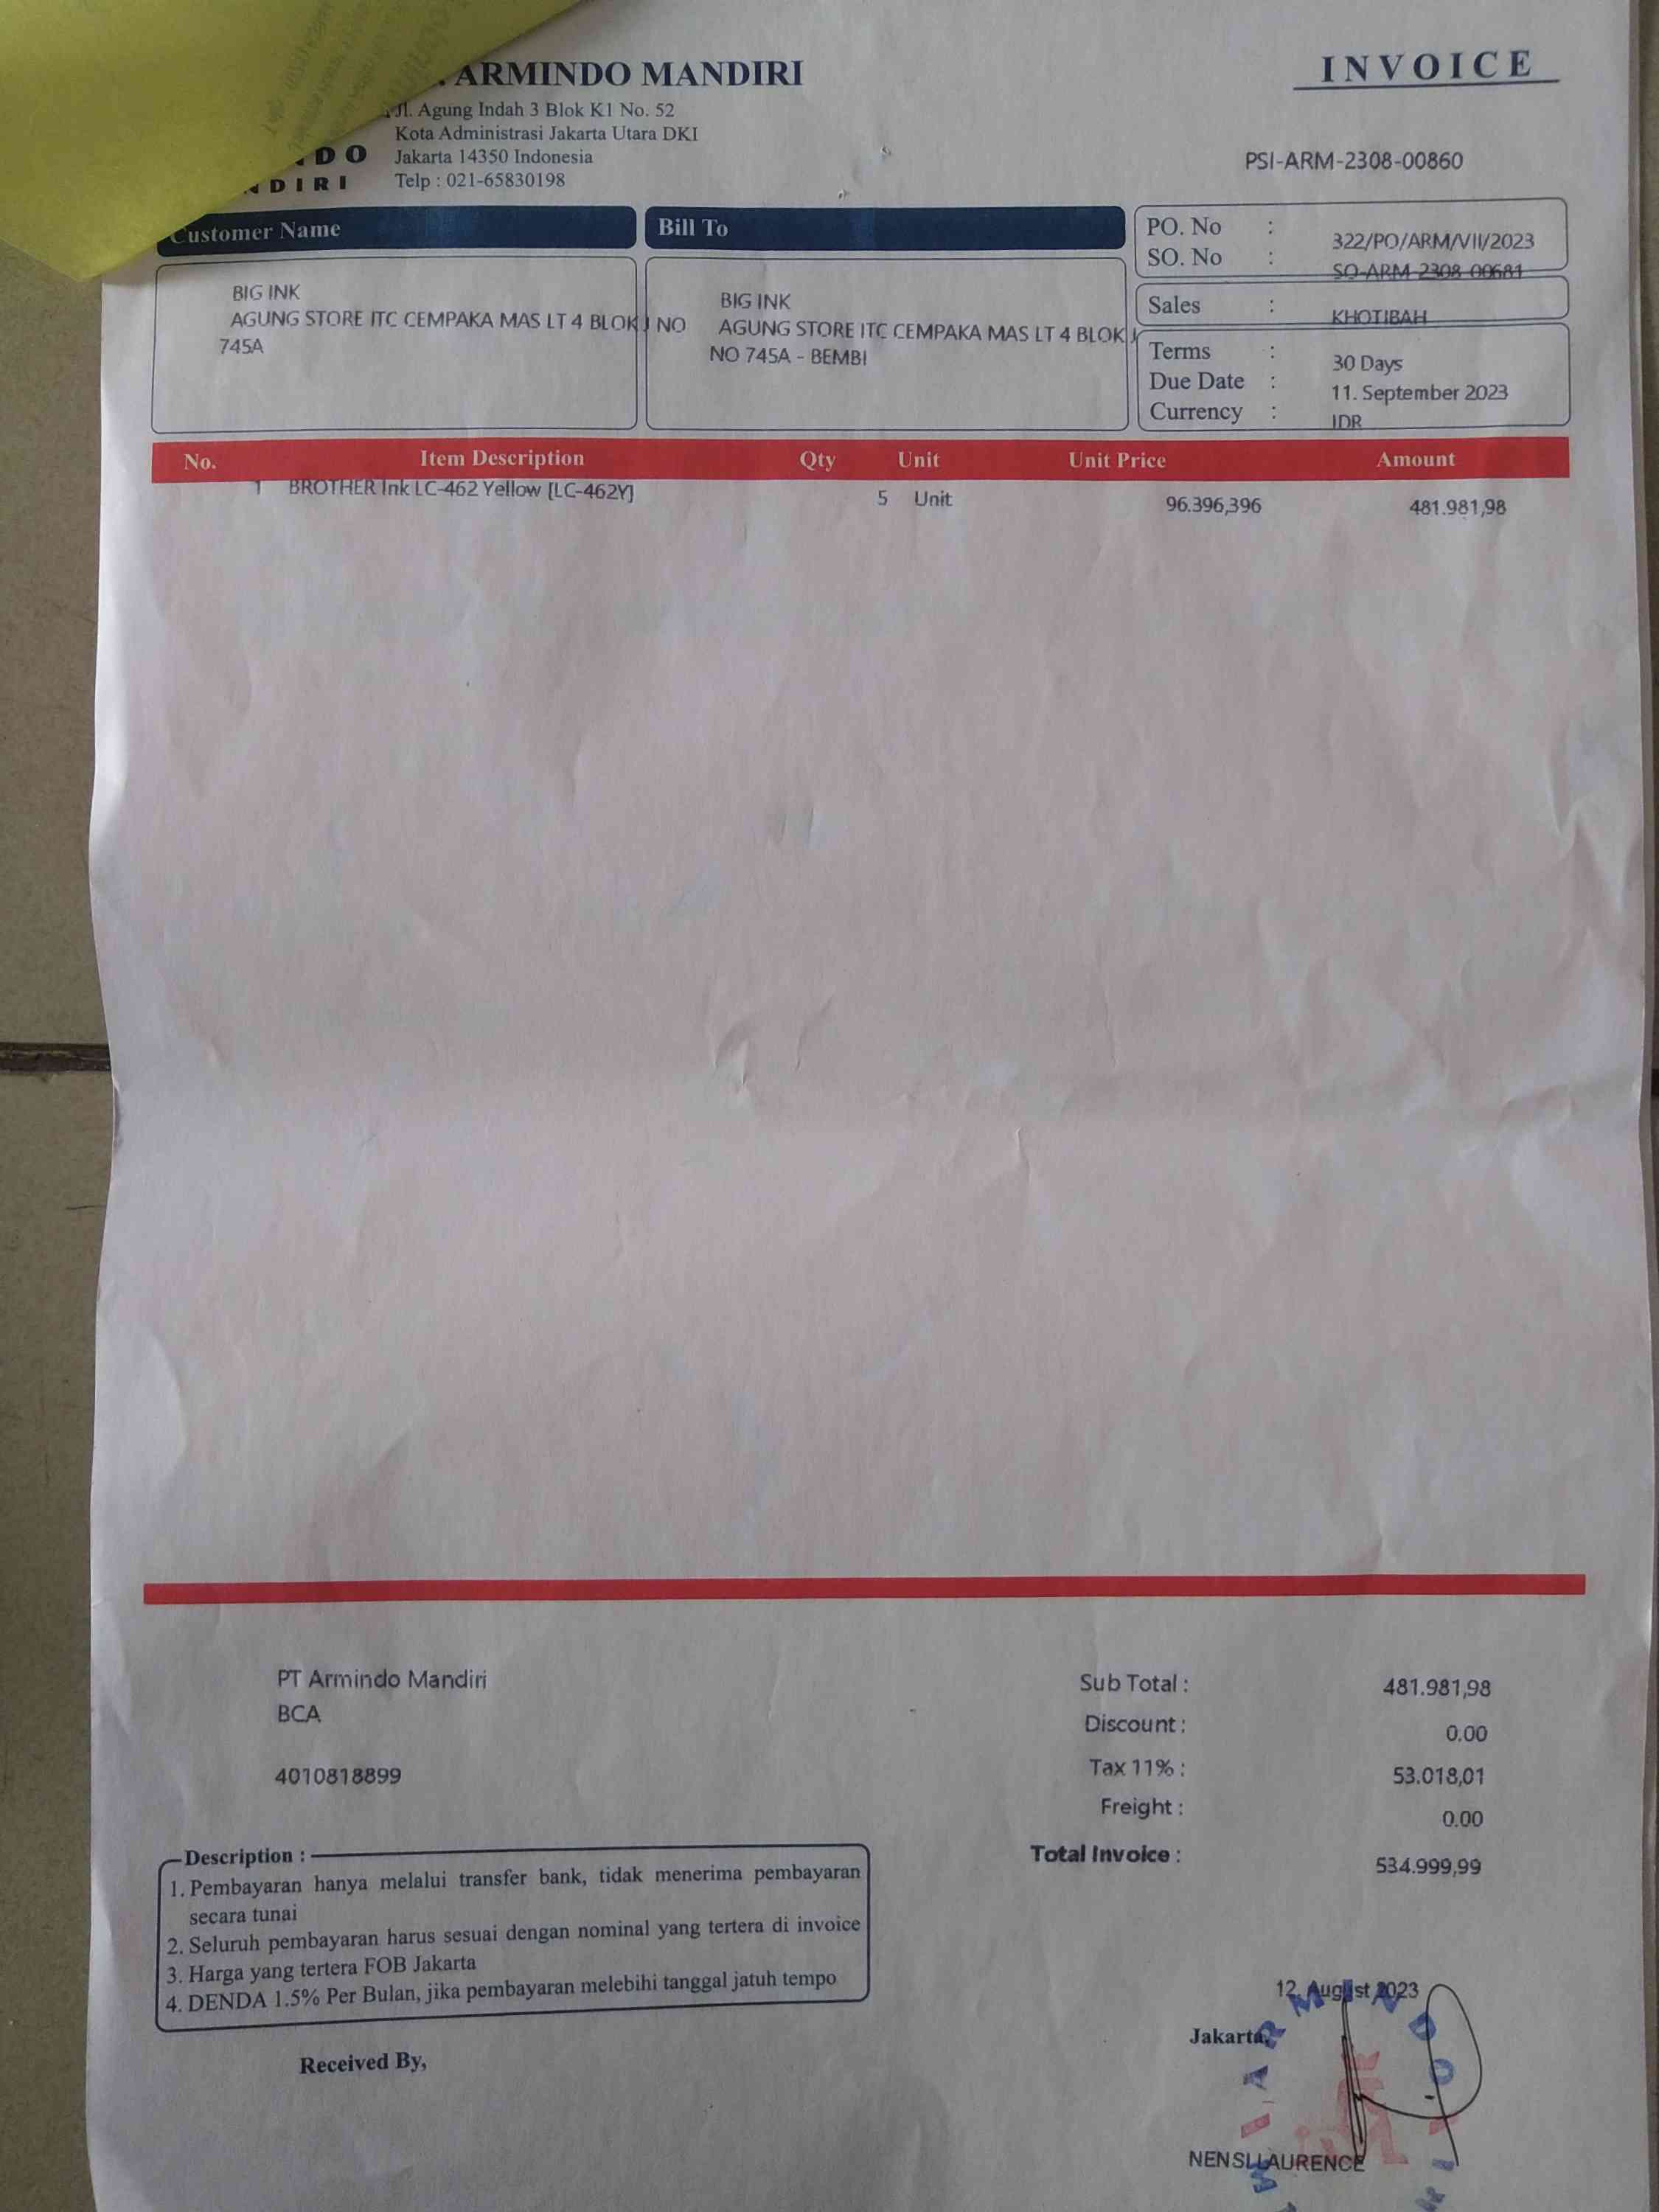 . ARMINDO MANDIRI
INVOICE
Jl. Agung Indah 3 Blok K1 No. 52
Kota Administrasi Jakarta Utara DKI
Jakarta 14350 Indonesia
Telp : 021-65830198
NDO
NDIRI
PSI-ARM-2308-00860
Customer Name
Bill To
PO. No : 322/PO/ARM/VII/2023
SO. No : SO-ARM-2308-00681
Sales : KHOTIBAH
Terms : 30 Days
Due Date : 11. September 2023
Currency : IDR
BIG INK
AGUNG STORE ITC CEMPAKA MAS LT 4 BLOK J NO
745A
BIG INK
AGUNG STORE ITC CEMPAKA MAS LT 4 BLOK J
NO 745A - BEMBI
No. Item Description Qty Unit Unit Price Amount
1 BROTHER Ink LC-462 Yellow [LC-462Y] 5 Unit 96.396,396 481.981,98
PT Armindo Mandiri
BCA
4010818899
Sub Total : 481.981,98
Discount : 0.00
Tax 11% : 53.018,01
Freight : 0.00
Total Invoice : 534.999,99
Description :
1. Pembayaran hanya melalui transfer bank, tidak menerima pembayaran
secara tunai
2. Seluruh pembayaran harus sesuai dengan nominal yang tertera di invoice
3. Harga yang tertera FOB Jakarta
4. DENDA 1.5% Per Bulan, jika pembayaran melebihi tanggal jatuh tempo
Received By,
12. August 2023
Jakarta,
NENSI LAURENCE